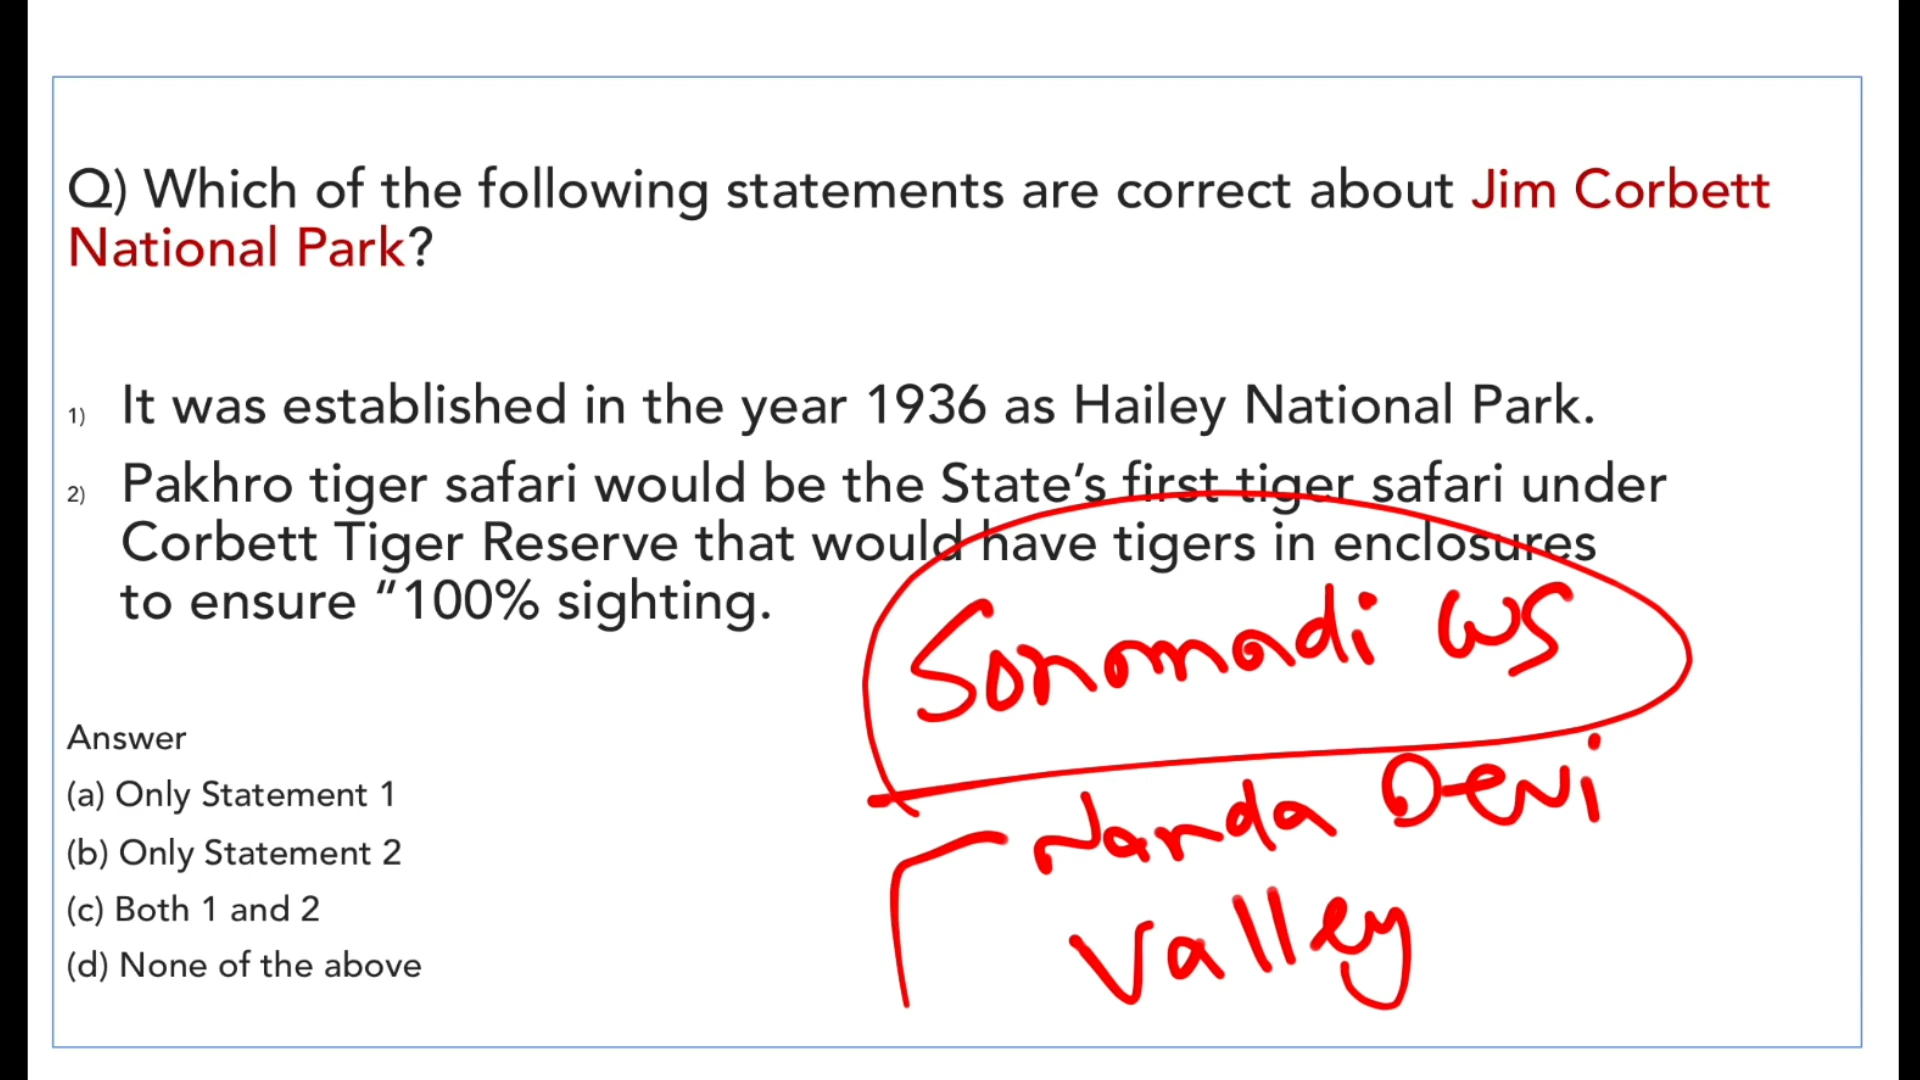 Q) Which of the following statements are correct about Jim Corbett
National Park?
1) It was established in the year 1936 as Hailey National Park.
2) Pakhro tiger safari would be the State’s first tiger safari under
Corbett Tiger Reserve that would have tigers in enclosures
to ensure “100% sighting.
Sonomadi WS
Answer
Nanda Devi
(a) Only Statement 1
(b) Only Statement 2
(c) Both 1 and 2
Valley
(d) None of the above